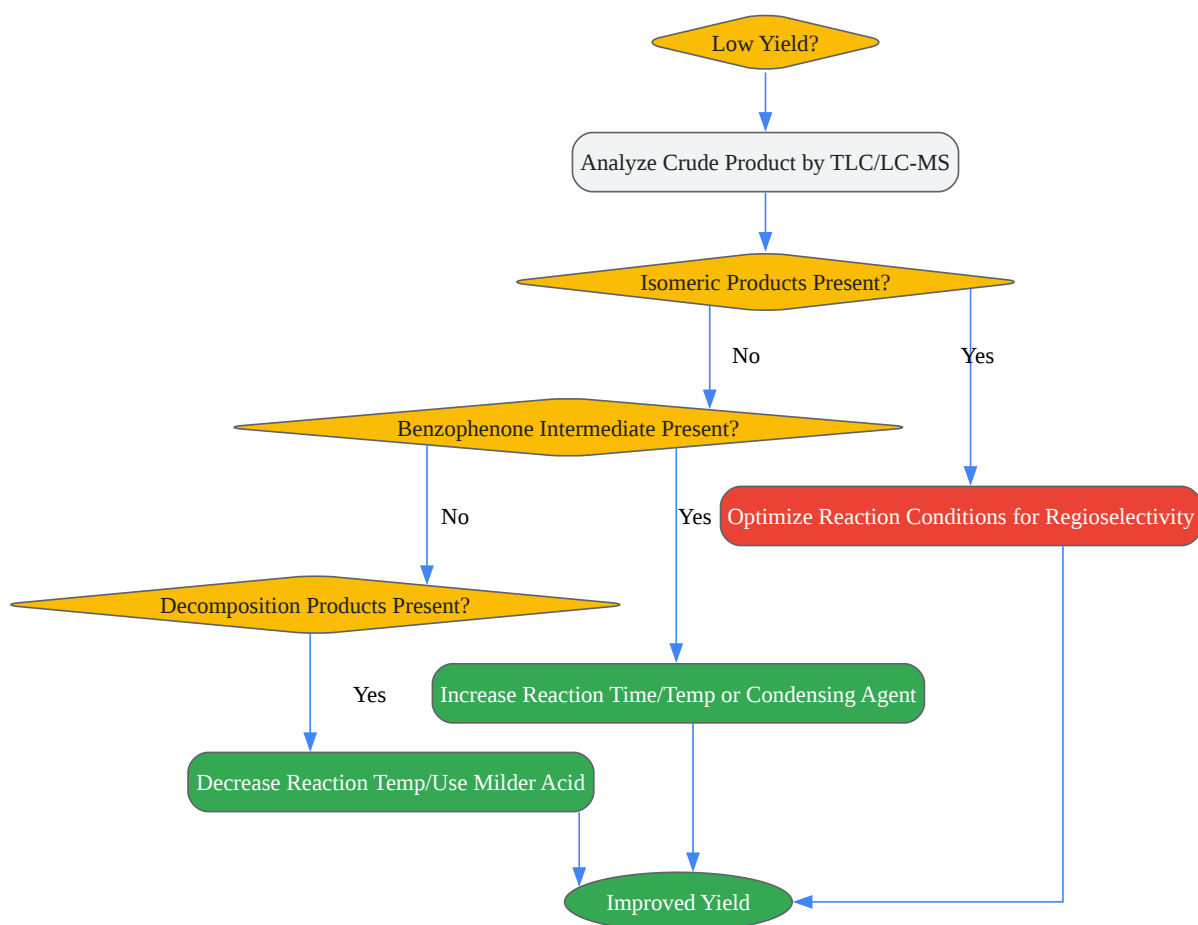 Low Yield?
Analyze Crude Product by TLC/LC-MS
Isomeric Products Present?
No
Yes
Benzophenone Intermediate Present?
No
Yes
Optimize Reaction Conditions for Regioselectivity
Decomposition Products Present?
Yes
Increase Reaction Time/Temp or Condensing Agent
Decrease Reaction Temp/Use Milder Acid
Improved Yield